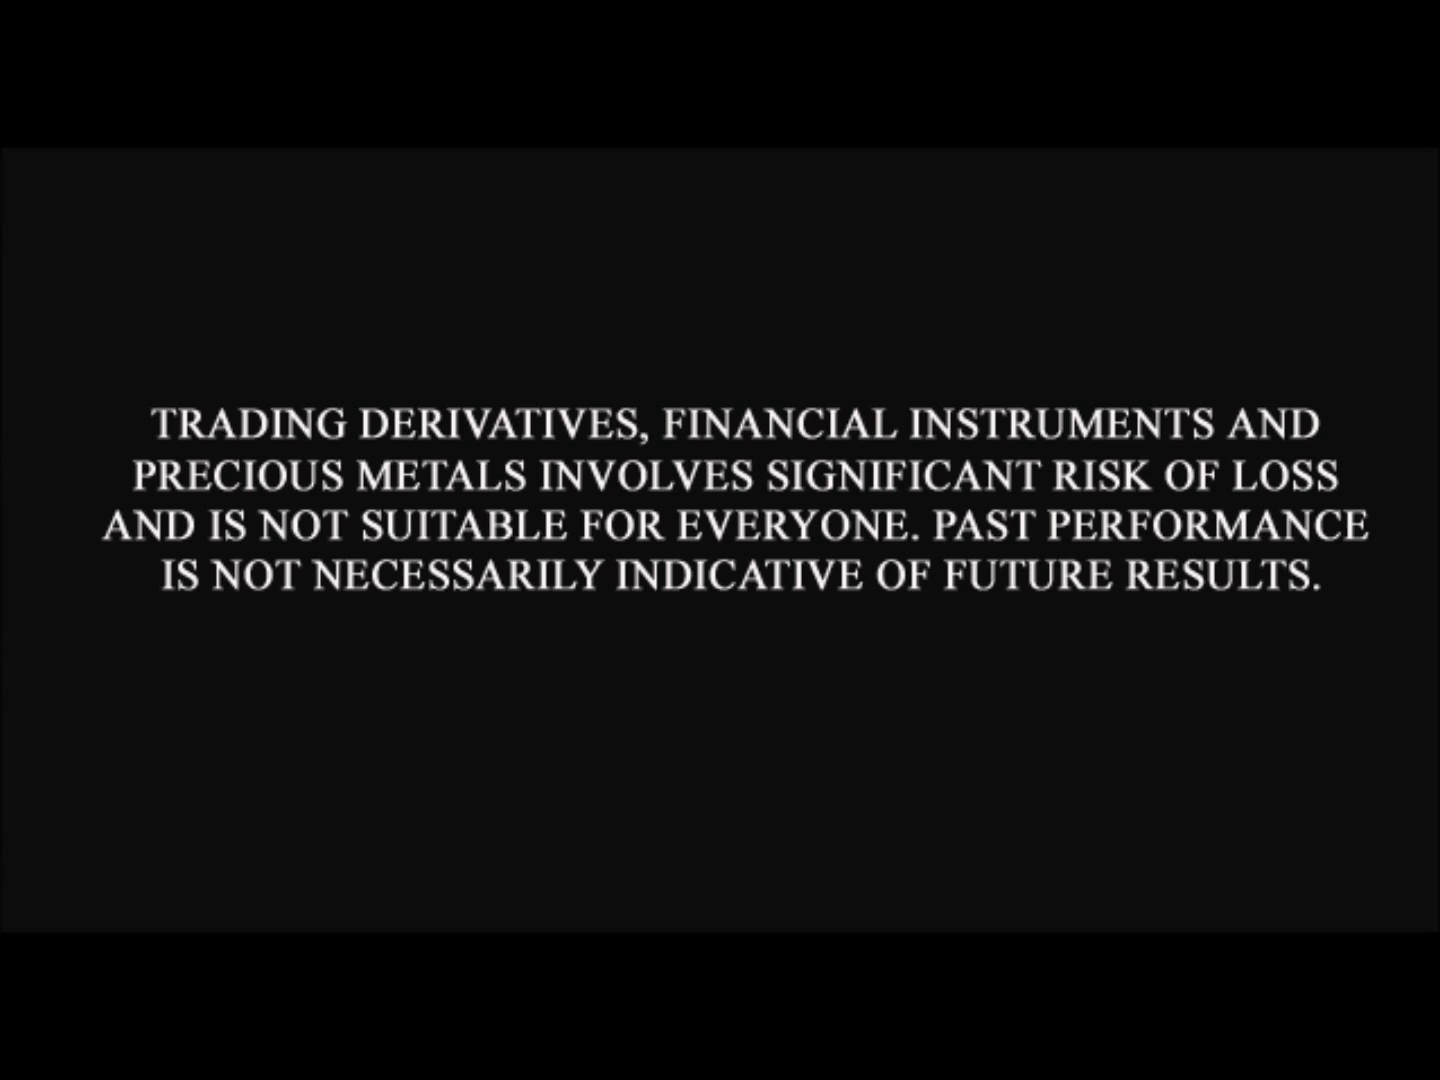 TRADING DERIVATIVES, FINANCIAL INSTRUMENTS AND
PRECIOUS METALS INVOLVES SIGNIFICANT RISK OF LOSS
AND IS NOT SUITABLE FOR EVERYONE. PAST PERFORMANCE
IS NOT NECESSARILY INDICATIVE OF FUTURE RESULTS.